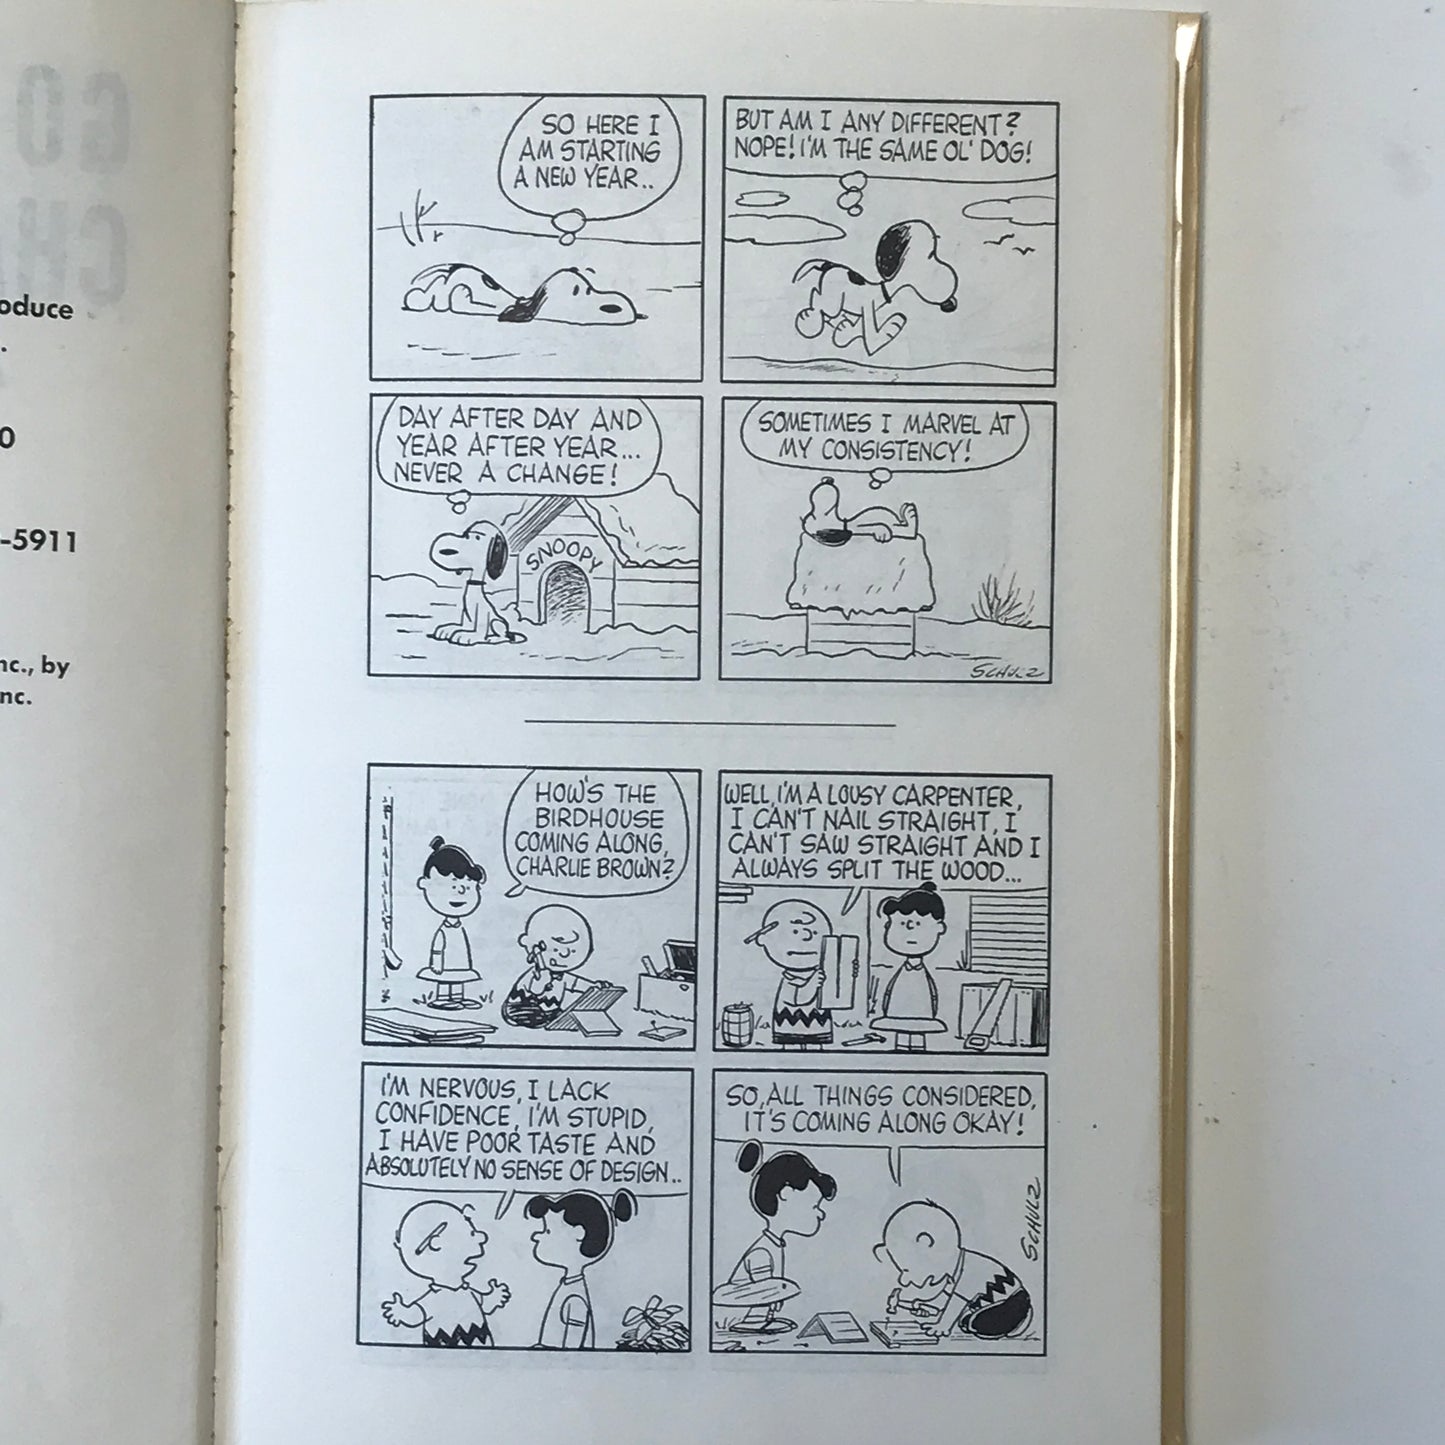 GO
CHA
oduce
.
0
-5911
nc., by
nc.
SO HERE I
AM STARTING
A NEW YEAR..
BUT AM I ANY DIFFERENT?
NOPE! I'M THE SAME OL' DOG!
DAY AFTER DAY AND
YEAR AFTER YEAR...
NEVER A CHANGE!
SNOOPY
SOMETIMES I MARVEL AT
MY CONSISTENCY!
SCHULZ
HOW'S THE
BIRDHOUSE
COMING ALONG,
CHARLIE BROWN?
WELL, I'M A LOUSY CARPENTER,
I CAN'T NAIL STRAIGHT, I
CAN'T SAW STRAIGHT AND I
ALWAYS SPLIT THE WOOD...
I'M NERVOUS, I LACK
CONFIDENCE, I'M STUPID,
I HAVE POOR TASTE AND
ABSOLUTELY NO SENSE OF DESIGN..
SO, ALL THINGS CONSIDERED,
IT'S COMING ALONG OKAY!
SCHULZ